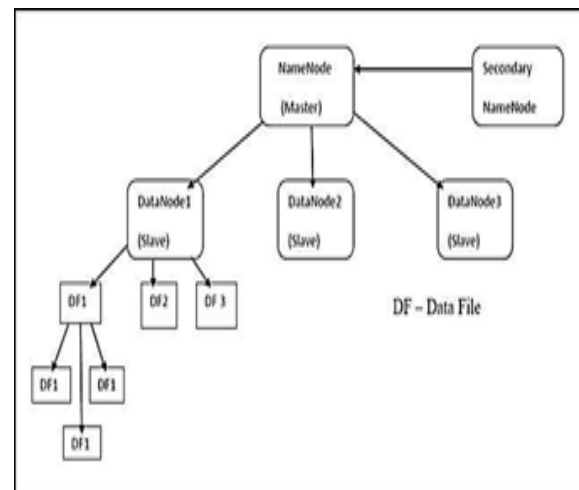 NameNode
(Master)
Secondary
NameNode
DataNode1
(Slave)
DataNode2
(Slave)
DataNode3
(Slave)
DF1
DF2
DF 3
DF – Data File
DF1
DF1
DF1